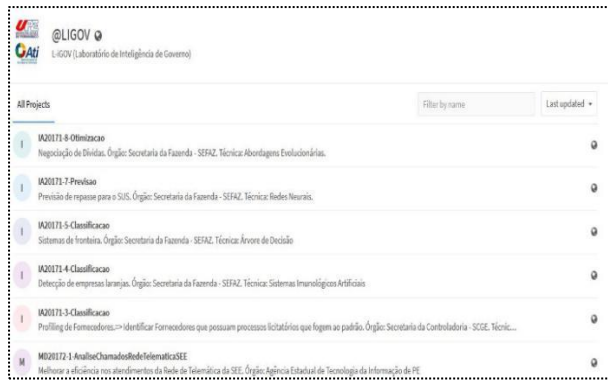 @LIGOV
L-iGOV (Laboratório de Inteligência de Governo)
Ati
All Projects
Filter by name
Last updated
I
IA20171-8-Otimizacao
Negociação de Dívidas. Órgão: Secretaria da Fazenda - SEFAZ. Técnica: Abordagens Evolucionárias.
I
IA20171-7-Previsao
Previsão de repasse para o SUS. Órgão: Secretaria da Fazenda - SEFAZ. Técnica: Redes Neurais.
I
IA20171-5-Classificacao
Sistemas de fronteira. Órgão: Secretaria da Fazenda - SEFAZ. Técnica: Árvore de Decisão
I
IA20171-4-Classificacao
Detecção de empresas laranjas. Órgão: Secretaria da Fazenda - SEFAZ. Técnica: Sistemas Imunológicos Artificiais
I
IA20171-3-Classificacao
Profiling de Fornecedores.=> Identificar Fornecedores que possuam processos licitatórios que fogem ao padrão. Órgão: Secretaria da Controladoria - SCGE. Técnic...
M
MD20172-1-AnaliseChamadosRedeTelematicaSEE
Melhorar a eficiência nos atendimentos da Rede de Telemática da SEE. Órgão: Agência Estadual de Tecnologia da Informação de PE